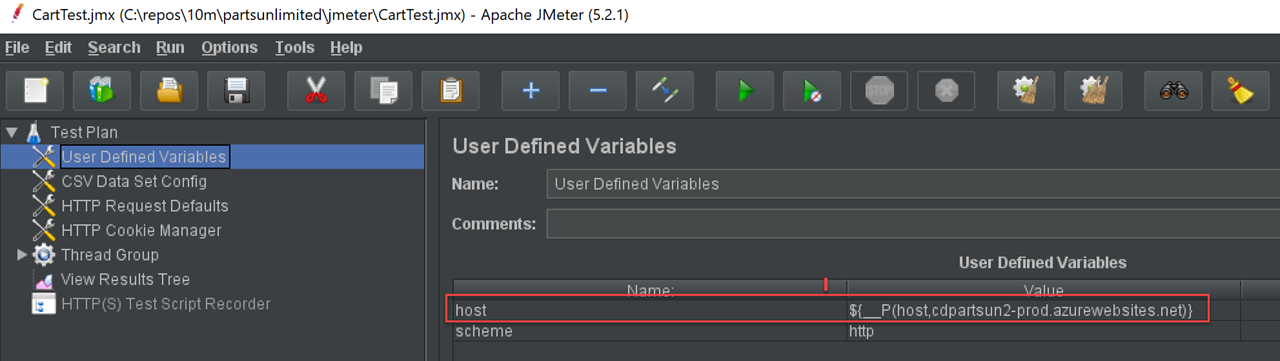 CartTest.jmx (C:\repos\10m\partsunlimited\jmeter\CartTest.jmx) - Apache JMeter (5.2.1)
File Edit Search Run Options Tools Help
STOP
Test Plan
User Defined Variables
CSV Data Set Config
HTTP Request Defaults
HTTP Cookie Manager
Thread Group
View Results Tree
HTTP(S) Test Script Recorder
User Defined Variables
Name: User Defined Variables
Comments:
User Defined Variables
Name: Value
host ${__P(host,cdpartsun2-prod.azurewebsites.net)}
scheme http